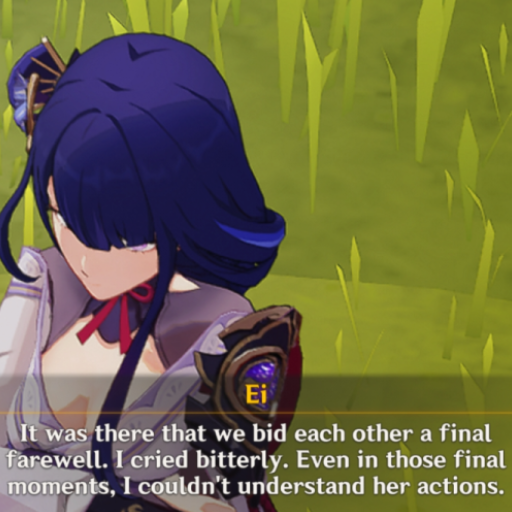 Ei
It was there that we bid each other a final
farewell. I cried bitterly. Even in those final
moments, I couldn't understand her actions.